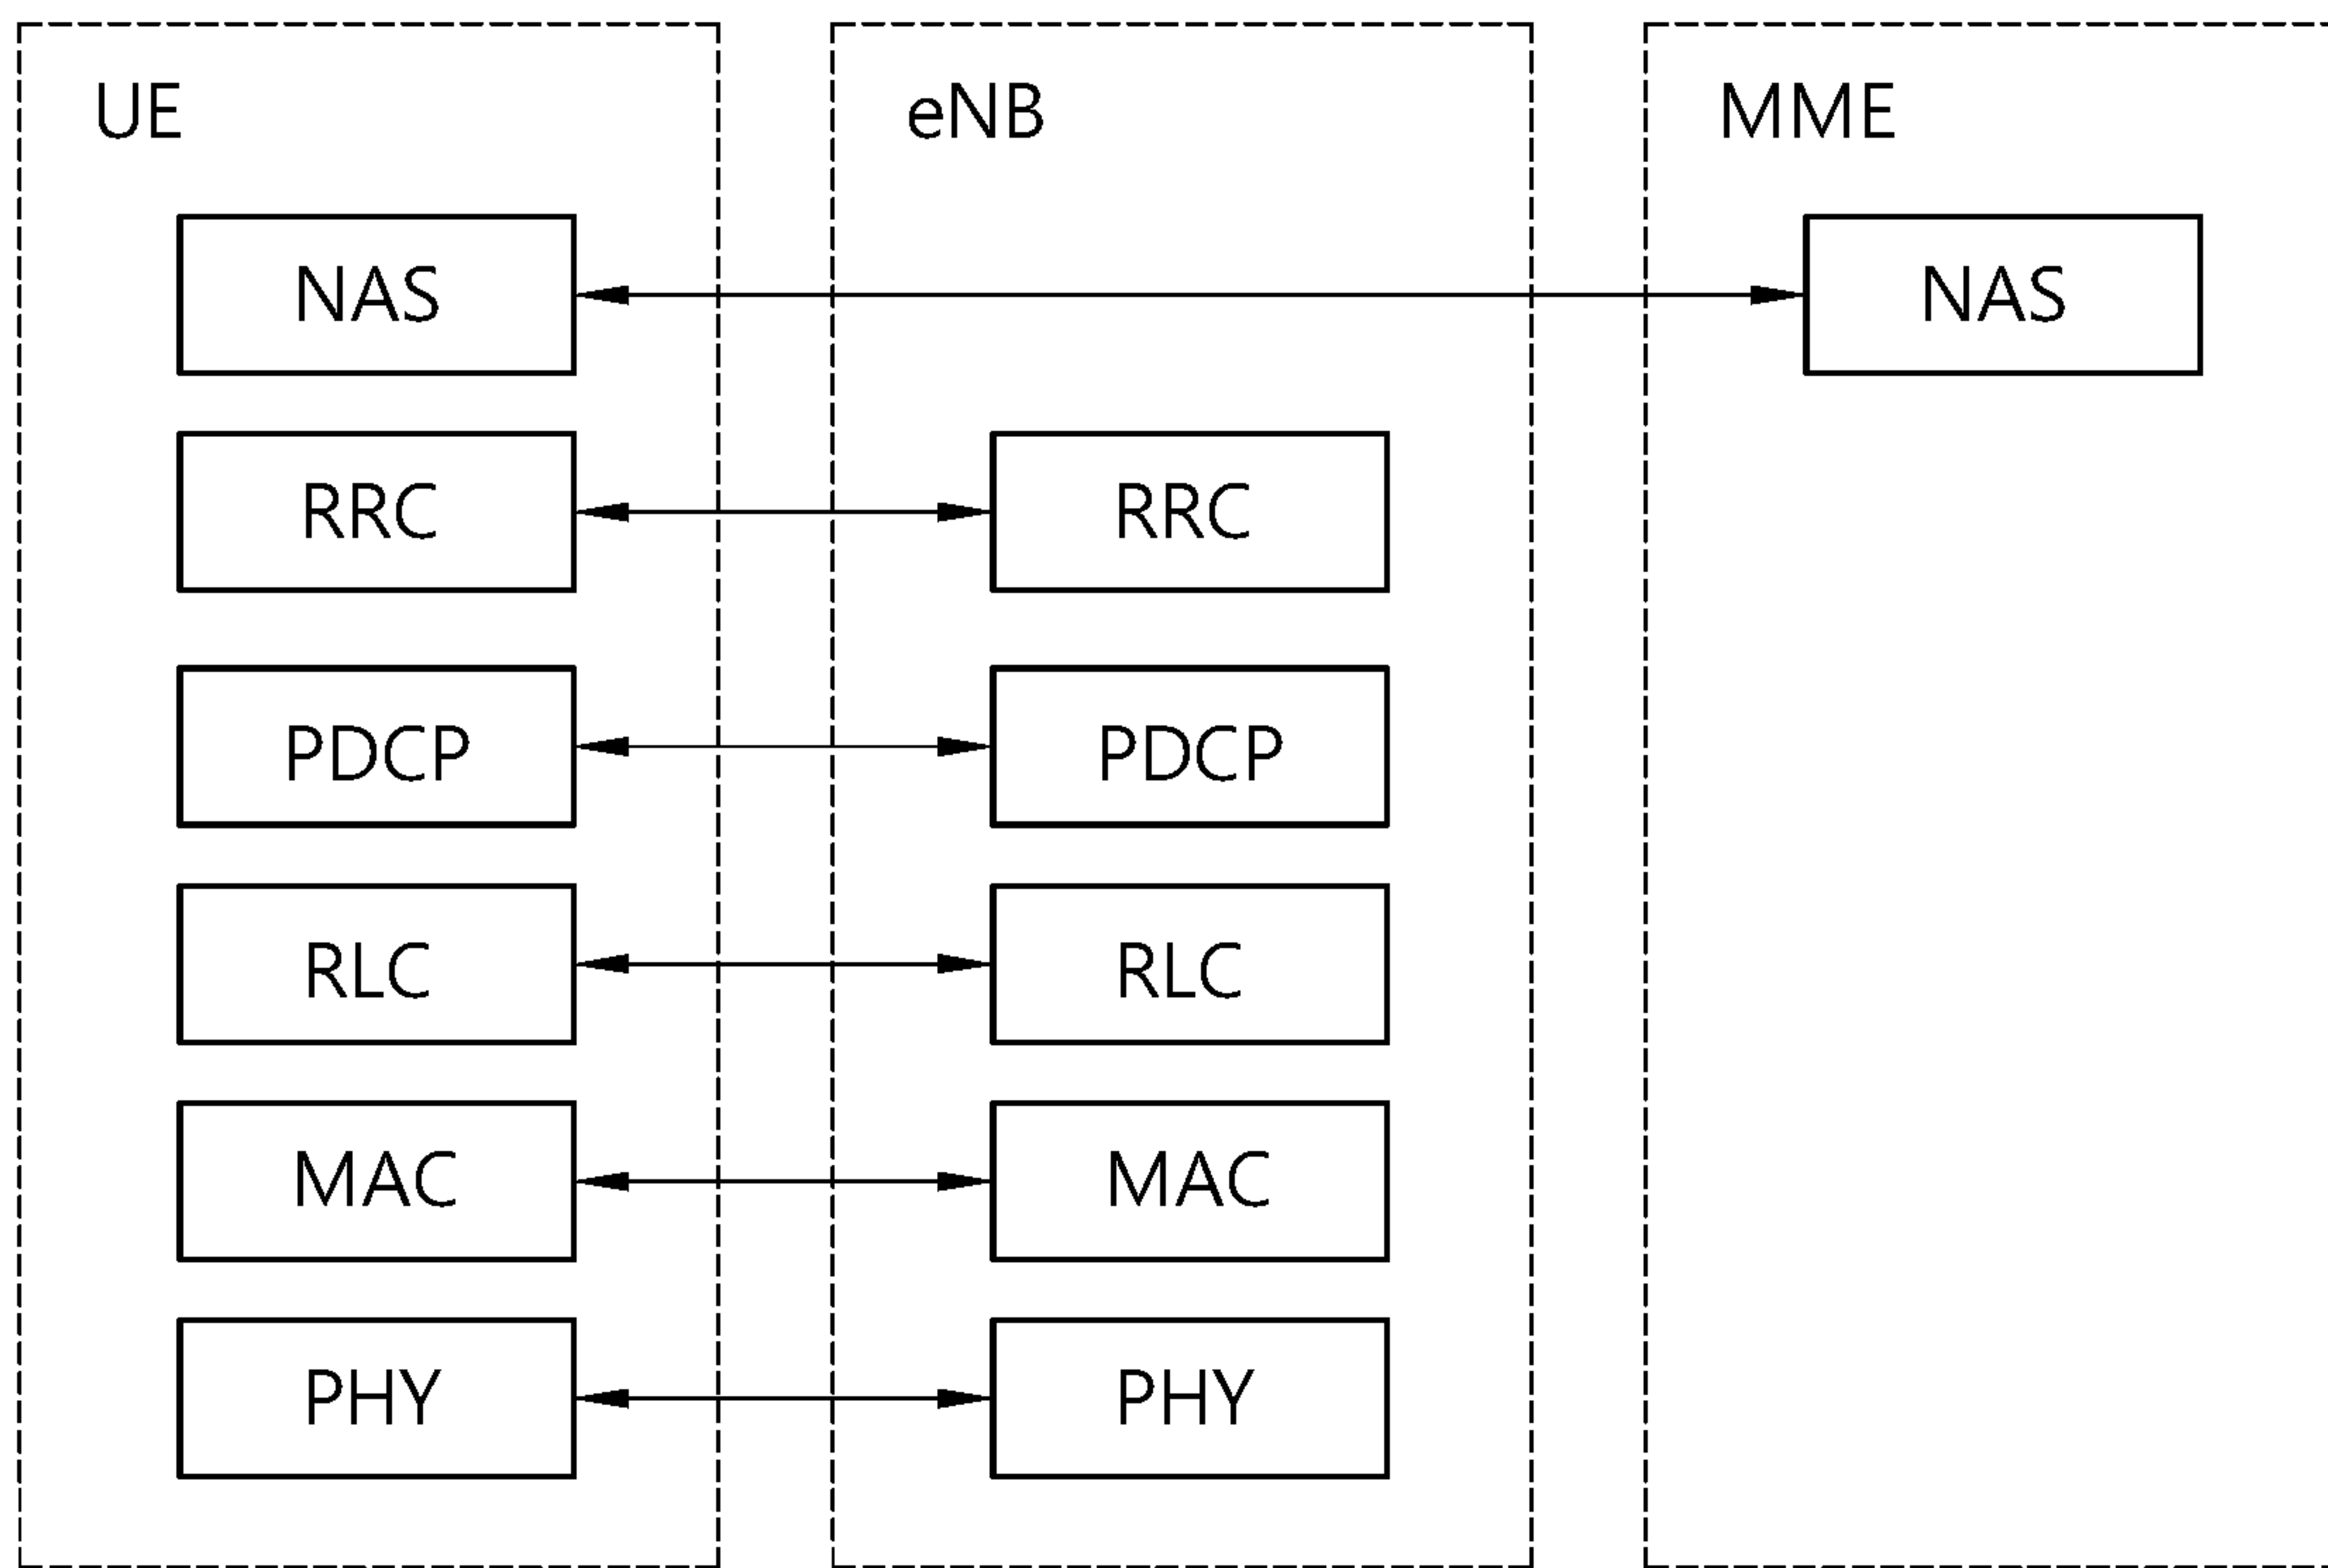 UE
eNB
MME
NAS
NAS
RRC
RRC
PDCP
PDCP
RLC
RLC
MAC
MAC
PHY
PHY